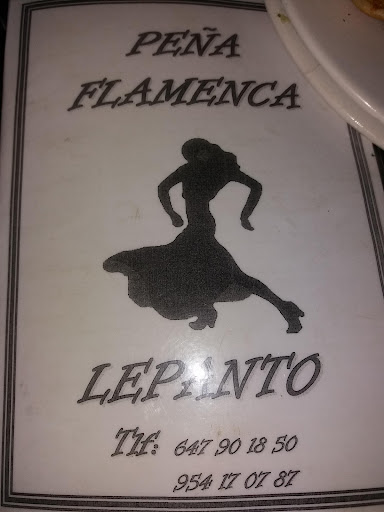 PEÑA
FLAMENCA
LEPANTO
Tlf: 647 90 18 50
954 17 07 87